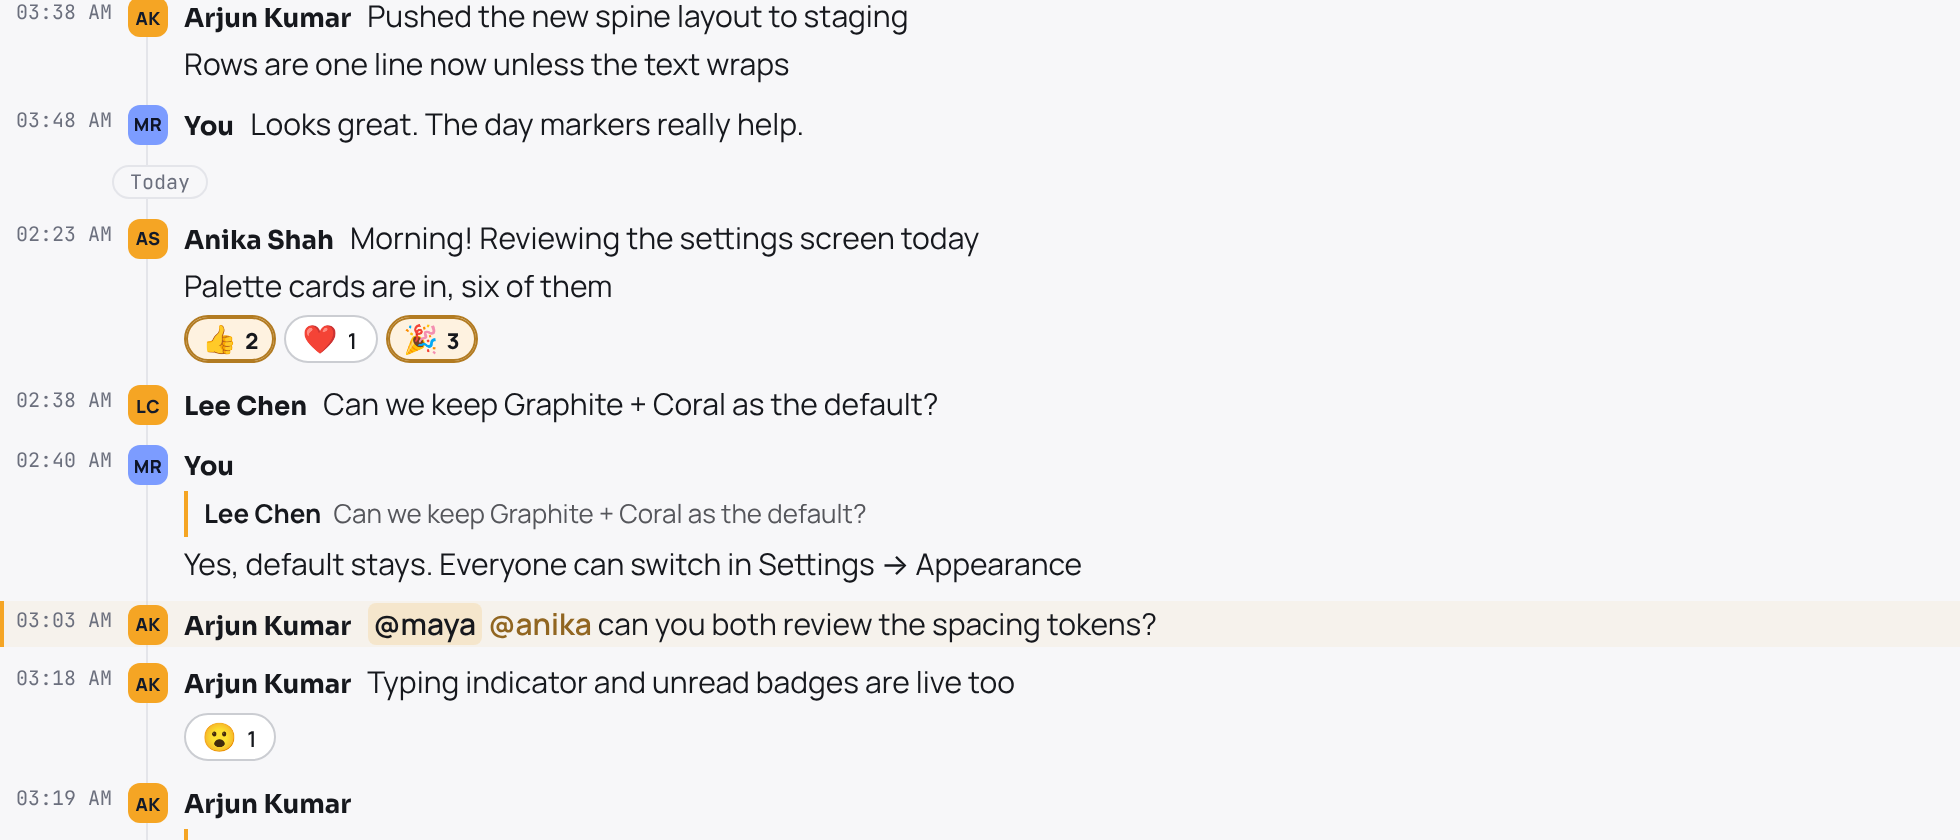 03:38 AM AK Arjun Kumar Pushed the new spine layout to staging
Rows are one line now unless the text wraps
03:48 AM MR You Looks great. The day markers really help.
Today
02:23 AM AS Anika Shah Morning! Reviewing the settings screen today
Palette cards are in, six of them
👍 2 ❤️ 1 🎉 3
02:38 AM LC Lee Chen Can we keep Graphite + Coral as the default?
02:40 AM MR You
Lee Chen Can we keep Graphite + Coral as the default?
Yes, default stays. Everyone can switch in Settings → Appearance
03:03 AM AK Arjun Kumar @maya @anika can you both review the spacing tokens?
03:18 AM AK Arjun Kumar Typing indicator and unread badges are live too
😮 1
03:19 AM AK Arjun Kumar